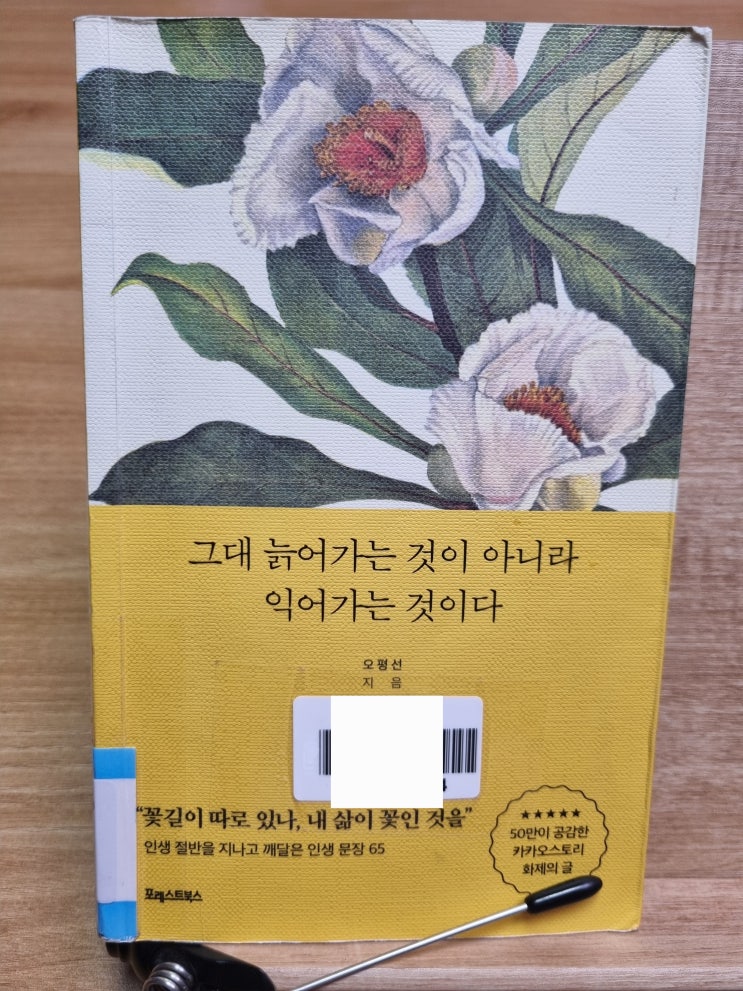 그대 늙어가는 것이 아니라
익어가는 것이다
오평선
지 음
“꽃길이 따로 있나, 내 삶이 꽃인 것을”
인생 절반을 지나고 깨달은 인생 문장 65
★★★★★
50만이 공감한
카카오스토리
화제의 글
포레스트북스